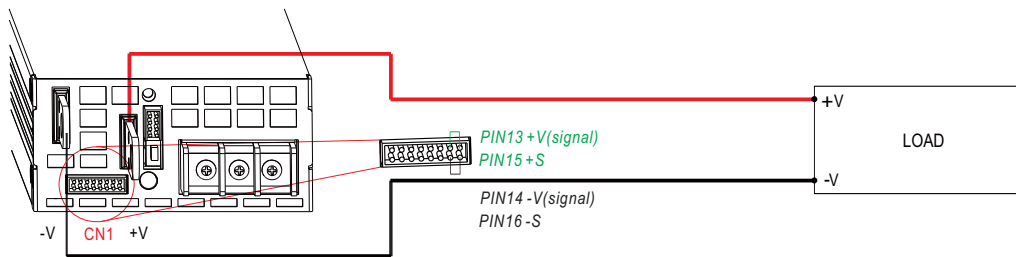 +V
PIN13 +V(signal)
PIN15 +S
LOAD
-V
PIN14 -V(signal)
PIN16 -S
-V CN1 +V